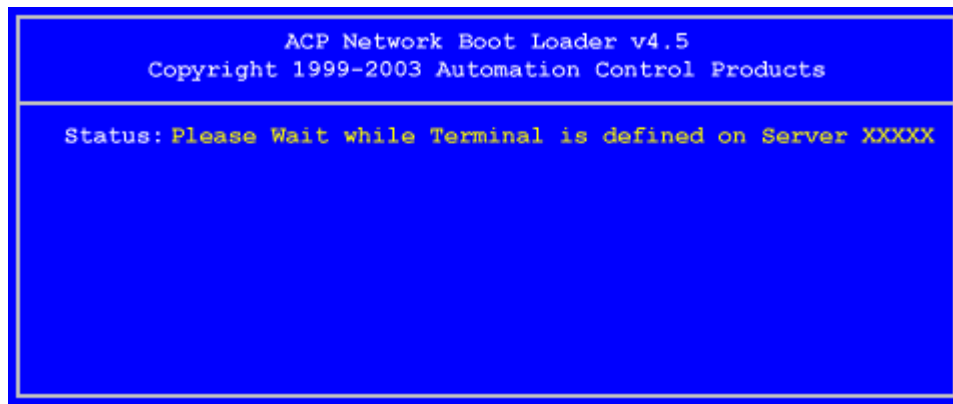 ACP Network Boot Loader v4.5
Copyright 1999-2003 Automation Control Products
Status: Please Wait while Terminal is defined on Server XXXXX